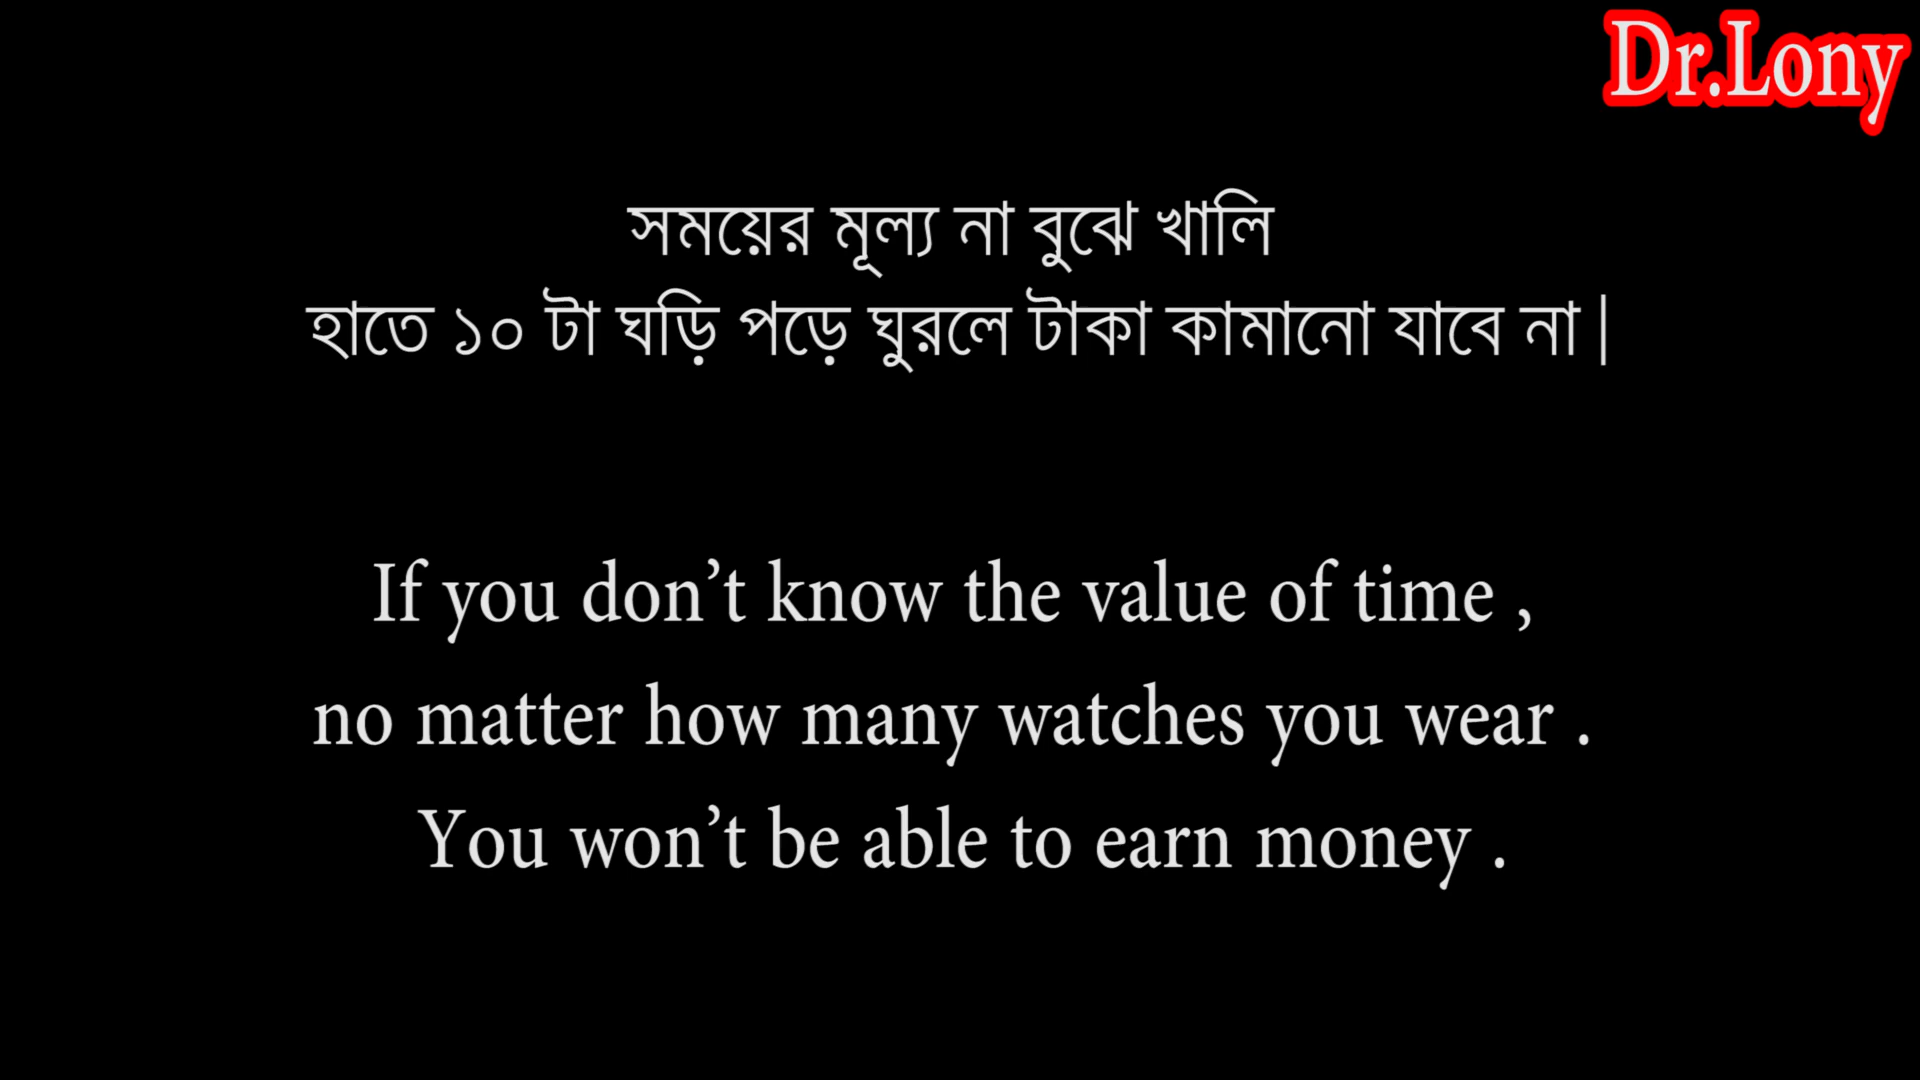 Dr.Lony
সময়ের মূল্য না বুঝে খালি
হাতে ১০ টা ঘড়ি পড়ে ঘুরলে টাকা কামানো যাবে না |
If you don’t know the value of time ,
no matter how many watches you wear .
You won’t be able to earn money .